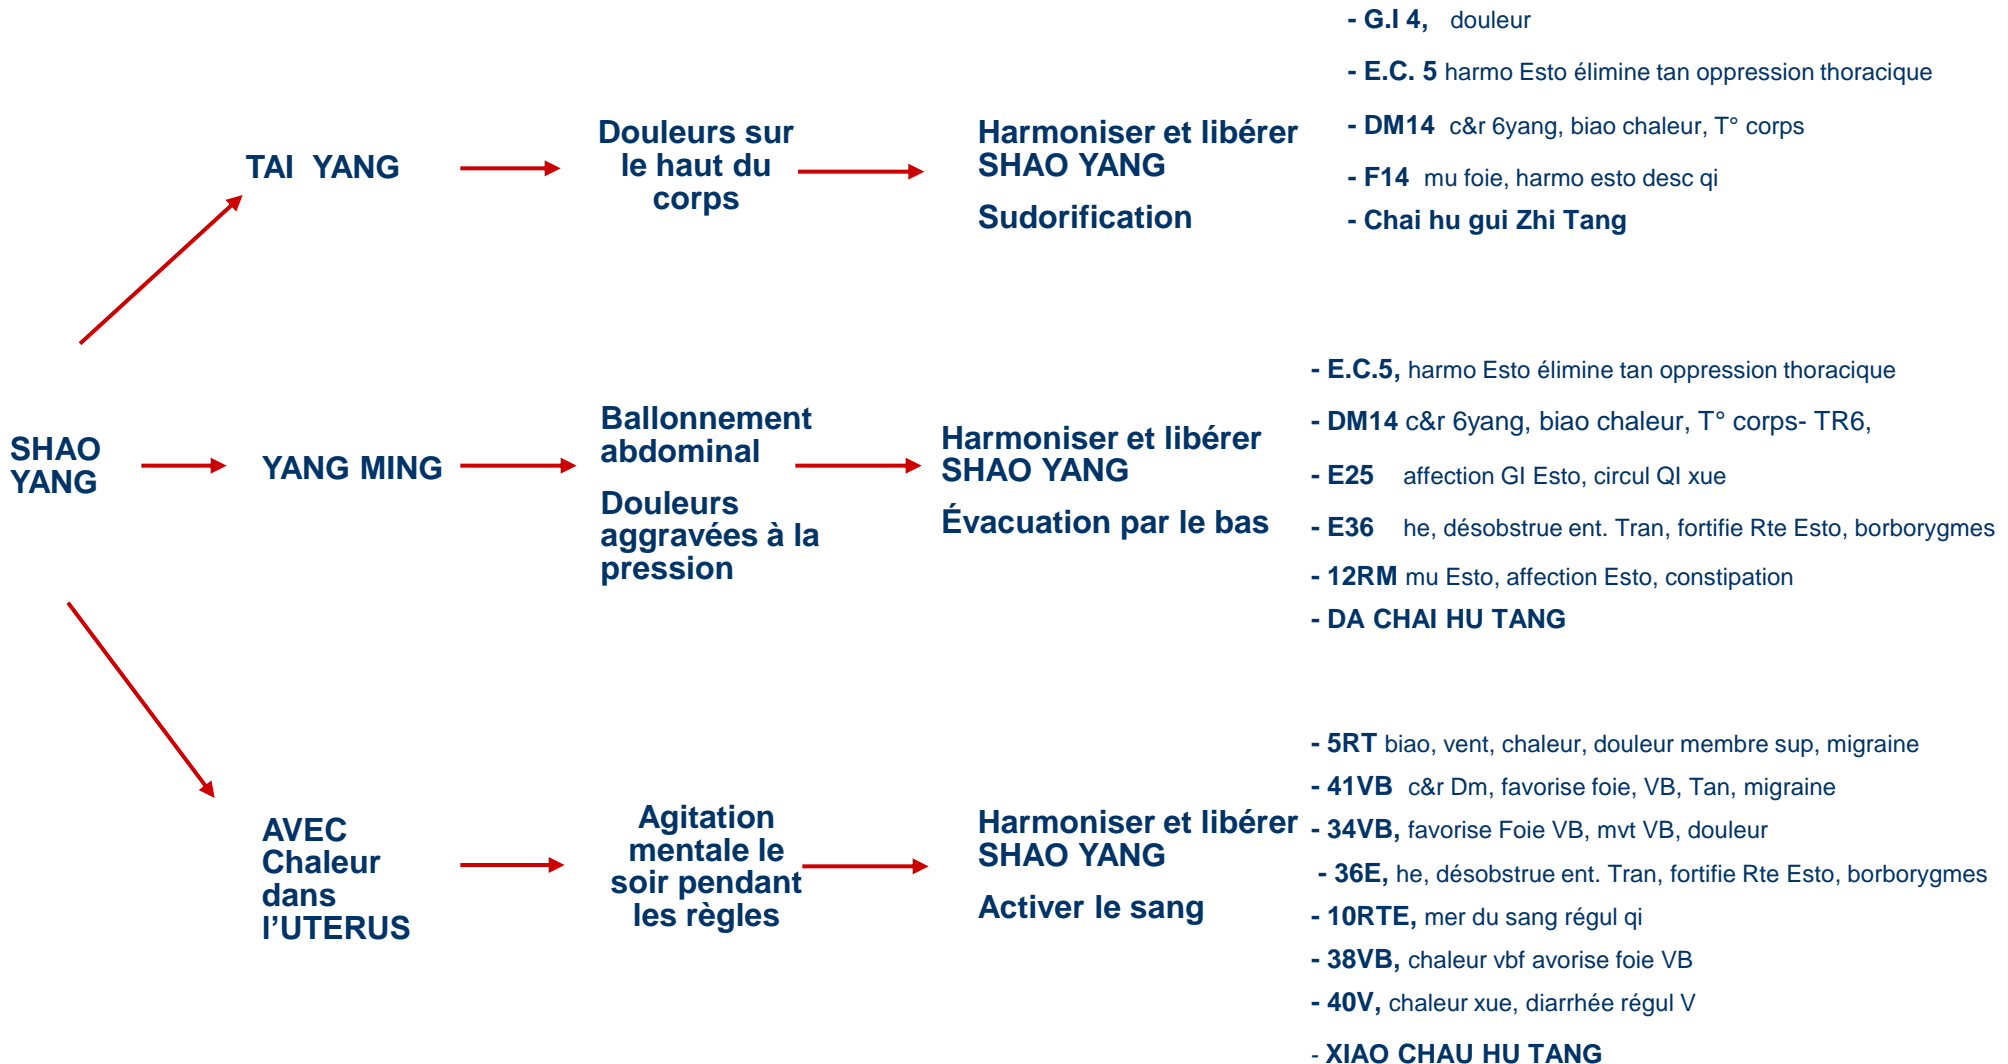 SHAO
YANG
TAI YANG
Douleurs sur
le haut du
corps
Harmoniser et libérer
SHAO YANG
Sudorification
- G.I 4, douleur
- E.C. 5 harmo Esto élimine tan oppression thoracique
- DM14 c&r 6yang, biao chaleur, T° corps
- F14 mu foie, harmo esto desc qi
- Chai hu gui Zhi Tang
YANG MING
Ballonnement
abdominal
Douleurs
aggravées à la
pression
Harmoniser et libérer
SHAO YANG
Évacuation par le bas
- E.C.5, harmo Esto élimine tan oppression thoracique
- DM14 c&r 6yang, biao chaleur, T° corps- TR6,
- E25 affection GI Esto, circul QI xue
- E36 he, désobstrue ent. Tran, fortifie Rte Esto, borborygmes
- 12RM mu Esto, affection Esto, constipation
- DA CHAI HU TANG
AVEC
Chaleur
dans
l'UTERUS
Agitation
mentale le
soir pendant
les règles
Harmoniser et libérer
SHAO YANG
Activer le sang
- 5RT biao, vent, chaleur, douleur membre sup, migraine
- 41VB c&r Dm, favorise foie, VB, Tan, migraine
- 34VB, favorise Foie VB, mvt VB, douleur
- 36E, he, désobstrue ent. Tran, fortifie Rte Esto, borborygmes
- 10RTE, mer du sang régul qi
- 38VB, chaleur vbf avorise foie VB
- 40V, chaleur xue, diarrhée régul V
- XIAO CHAU HU TANG